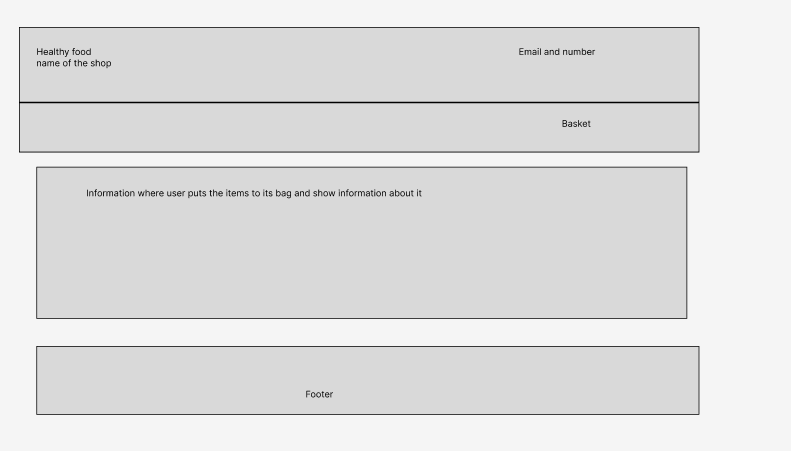 Healthy food
name of the shop
Email and number
Basket
Information where user puts the items to its bag and show information about it
Footer